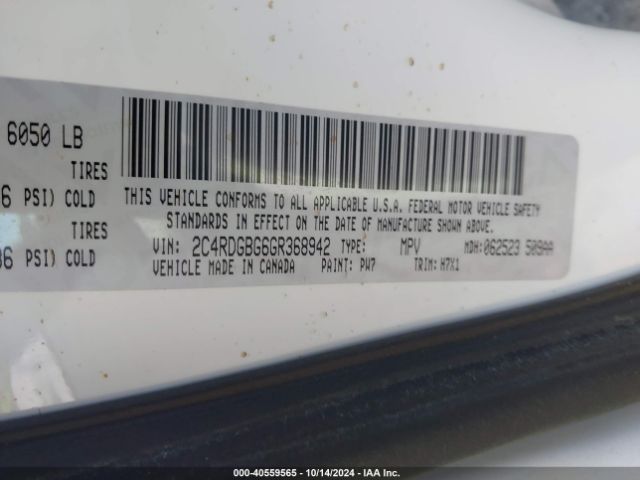 6050 LB
TIRES
6 PSI) COLD
TIRES
36 PSI) COLD
THIS VEHICLE CONFORMS TO ALL APPLICABLE U.S.A. FEDERAL MOTOR VEHICLE SAFETY
STANDARDS IN EFFECT ON THE DATE OF MANUFACTURE SHOWN ABOVE.
VIN: 2C4RDGBG6GR368942 TYPE: MPV MDH:062523 509AA
VEHICLE MADE IN CANADA PAINT: PW7 TRIM: H7X1
000-40559565 | 10/14/2024 | IAA Inc.